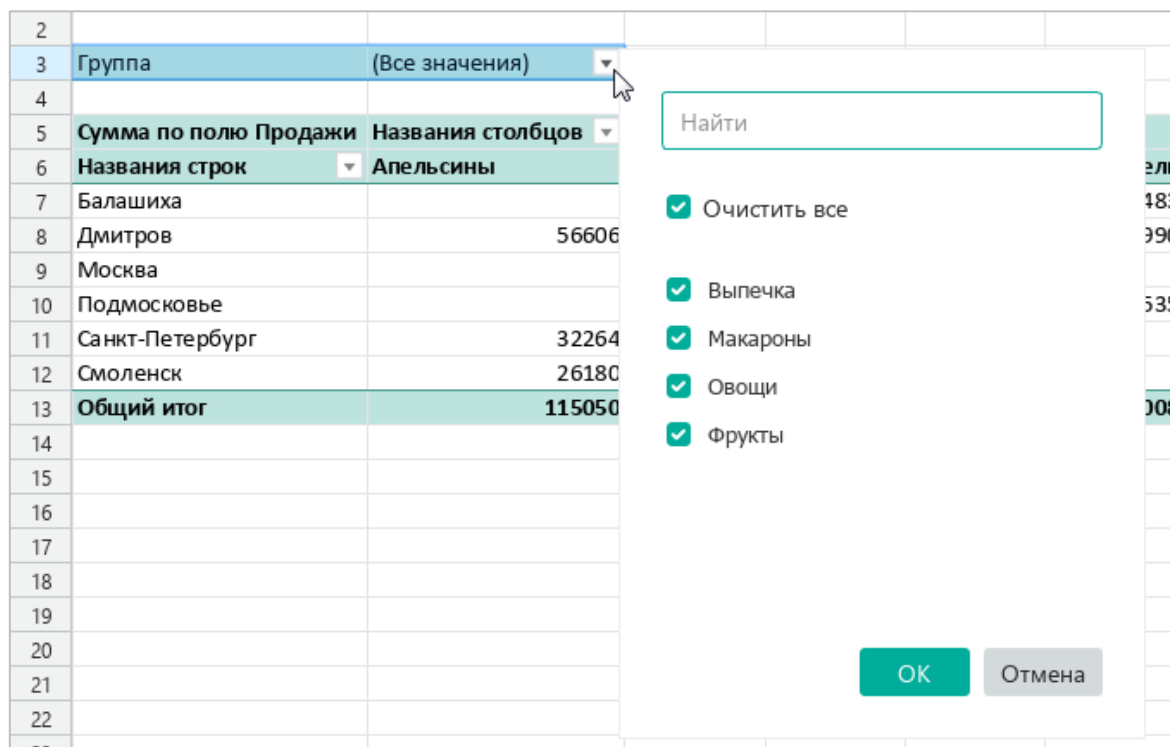 2
3 Группа (Все значения)
Найти
4
5 Сумма по полю Продажи Названия столбцов
6 Названия строк Апельсины
7 Балашиха
8 Дмитров 56606
9 Москва
10 Подмосковье
11 Санкт-Петербург 32264
12 Смоленск 26180
13 Общий итог 115050
14
15
16
17
18
19
20
21
22
Очистить все
Выпечка
Макароны
Овощи
Фрукты
ОК Отмена